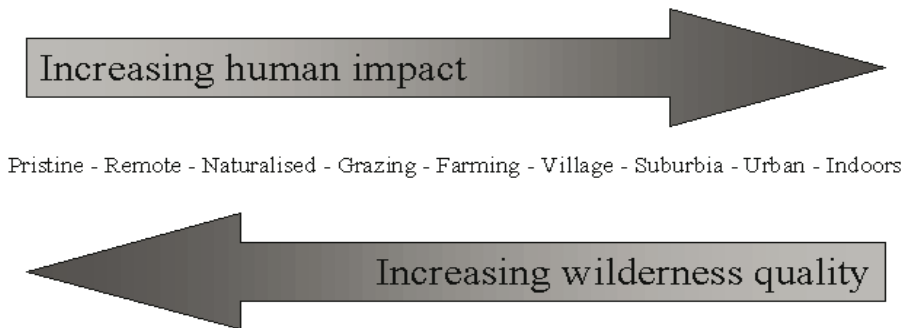 Increasing human impact
Pristine - Remote - Naturalised - Grazing - Farming - Village - Suburbia - Urban - Indoors
Increasing wilderness quality